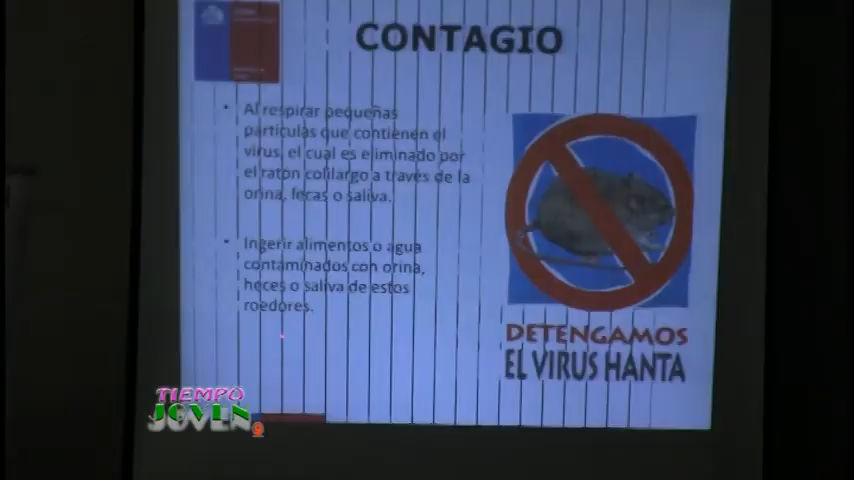 CONTAGIO
• Al respirar pequeñas
partículas que contienen el
virus, el cual es eliminado por
el ratón colilargo a través de la
orina, fecas o saliva.
• Ingerir alimentos o agua
contaminados con orina,
heces o saliva de estos
roedores.
DETENGAMOS
EL VIRUS HANTA
TIEMPO
JOVEN